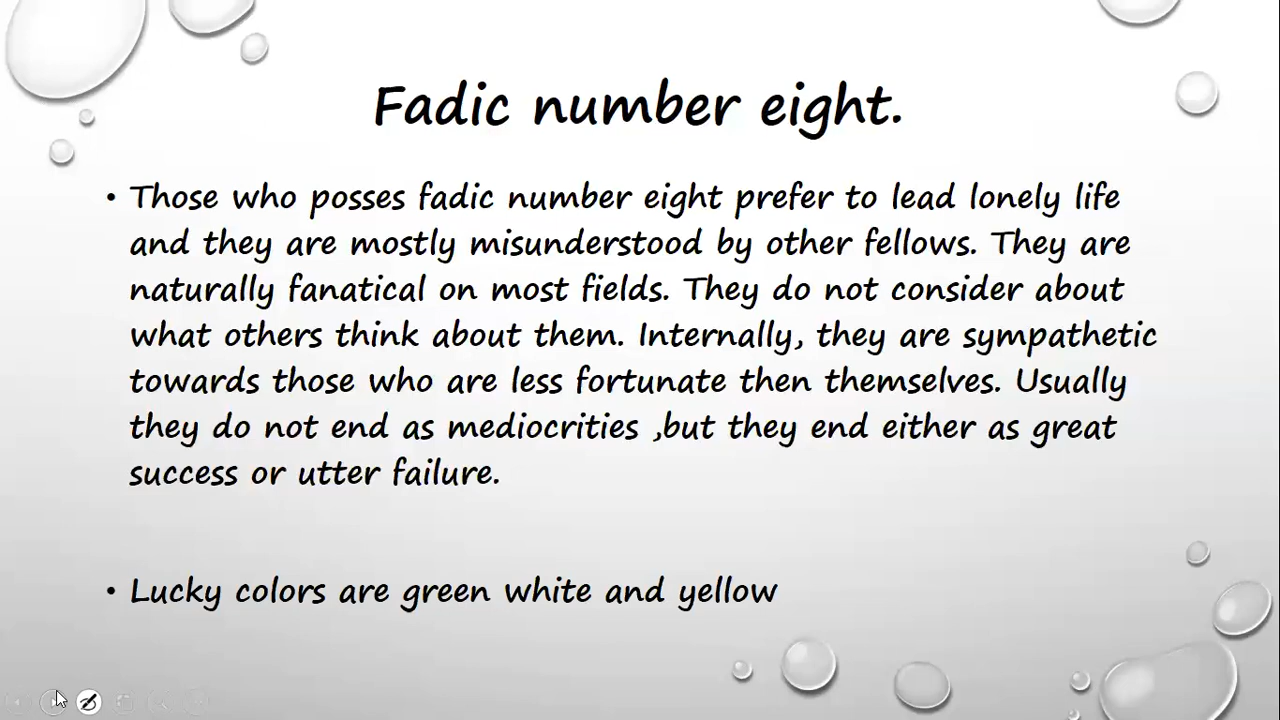 Fadic number eight.
• Those who posses fadic number eight prefer to lead lonely life
and they are mostly misunderstood by other fellows. They are
naturally fanatical on most fields. They do not consider about
what others think about them. Internally, they are sympathetic
towards those who are less fortunate then themselves. Usually
they do not end as mediocrities ,but they end either as great
success or utter failure.
• Lucky colors are green white and yellow